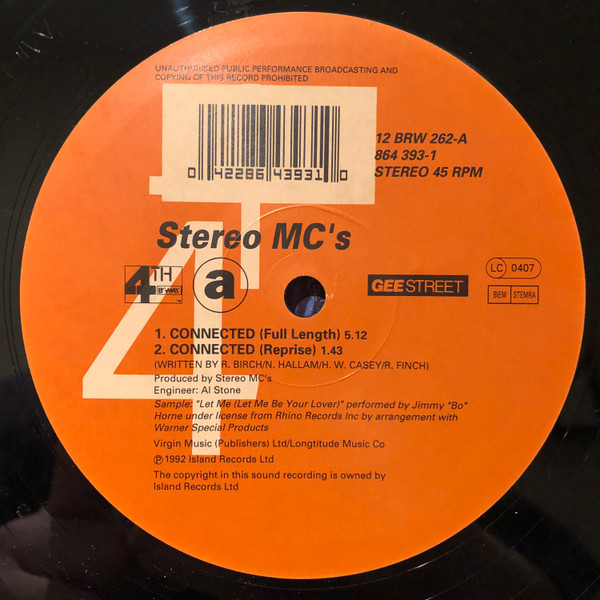 UNAUTHORISED PUBLIC PERFORMANCE BROADCASTING AND
COPYING OF THIS RECORD PROHIBITED
0 42286 43931 0
12 BRW 262-A
864 393-1
STEREO 45 RPM
Stereo MC's
4TH
B'WAY
a
GEESTREET
LC 0407
BIEM STEMRA
1. CONNECTED (Full Length) 5.12
2. CONNECTED (Reprise) 1.43
(WRITTEN BY R. BIRCH/N. HALLAM/H. W. CASEY/R. FINCH)
Produced by Stereo MC's
Engineer: Al Stone
Sample: "Let Me (Let Me Be Your Lover)" performed by Jimmy "Bo"
Horne under license from Rhino Records Inc by arrangement with
Warner Special Products
Virgin Music (Publishers) Ltd/Longtitude Music Co
℗ 1992 Island Records Ltd
The copyright in this sound recording is owned by
Island Records Ltd